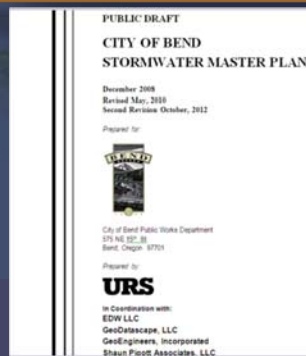 PUBLIC DRAFT
CITY OF BEND
STORMWATER MASTER PLAN
December 2008
Revised May, 2010
Second Revision October, 2012
Prepared for
BEND
City of Bend Public Works Department
575 NE 15th St
Bend, Oregon 97701
Prepared by
URS
In Coordination with:
EDW LLC
GeoDatascape, LLC
GeoEngineers, Incorporated
Shaun Pigott Associates, LLC